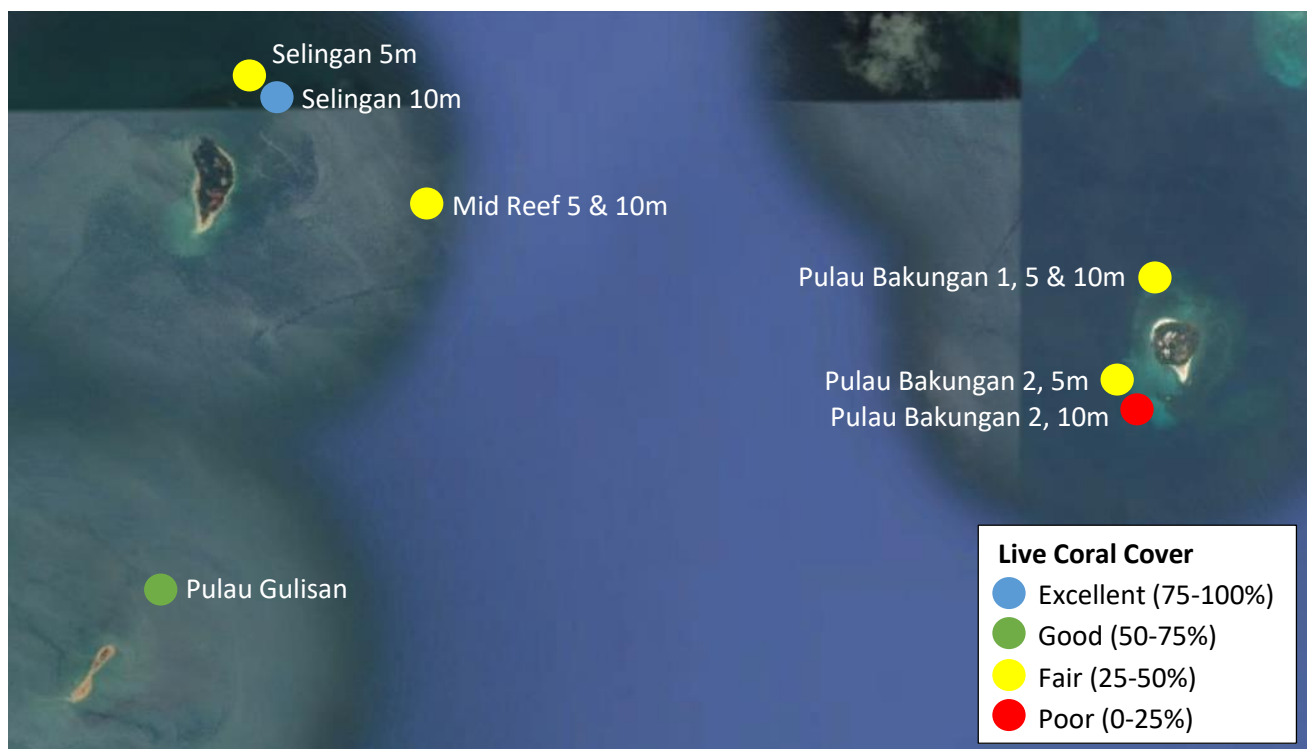 Selingan 5m
Selingan 10m
Mid Reef 5 & 10m
Pulau Bakungan 1, 5 & 10m
Pulau Bakungan 2, 5m
Pulau Bakungan 2, 10m
Pulau Gulisan
Live Coral Cover
Excellent (75-100%)
Good (50-75%)
Fair (25-50%)
Poor (0-25%)